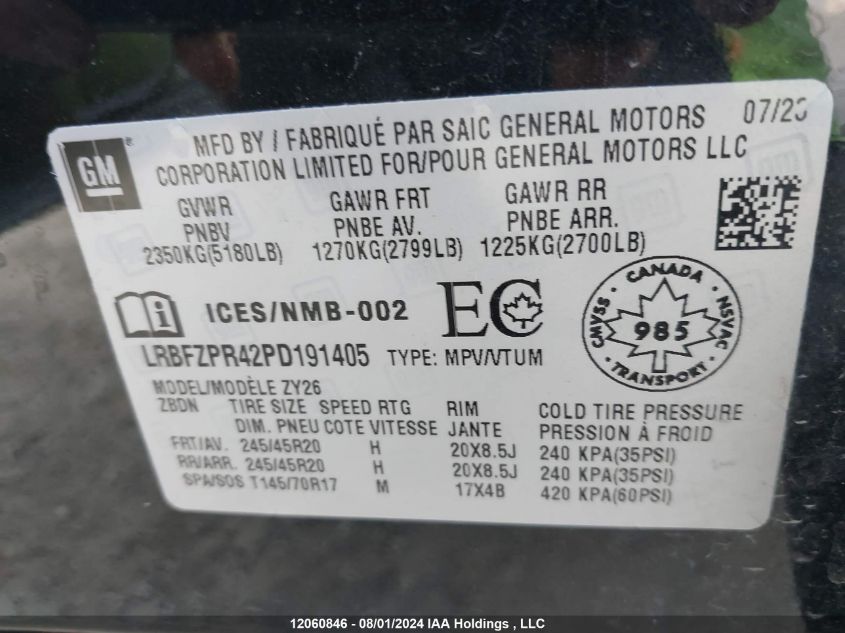 GM
MFD BY / FABRIQUÉ PAR SAIC GENERAL MOTORS 07/23
CORPORATION LIMITED FOR/POUR GENERAL MOTORS LLC
GVWR GAWR FRT GAWR RR
PNBV PNBE AV. PNBE ARR.
2350KG(5180LB) 1270KG(2799LB) 1225KG(2700LB)
ICES/NMB-002 EC
CANADA
CMVSS 985 NSVAC
TRANSPORT
LRBFZPR42PD191405 TYPE: MPV/VTUM
MODEL/MODÈLE ZY26
ZBDN TIRE SIZE SPEED RTG RIM COLD TIRE PRESSURE
DIM. PNEU COTE VITESSE JANTE PRESSION À FROID
FRT/AV. 245/45R20 H 20X8.5J 240 KPA(35PSI)
RR/ARR. 245/45R20 H 20X8.5J 240 KPA(35PSI)
SPA/SOS T145/70R17 M 17X4B 420 KPA(60PSI)
12060846 - 08/01/2024 IAA Holdings , LLC